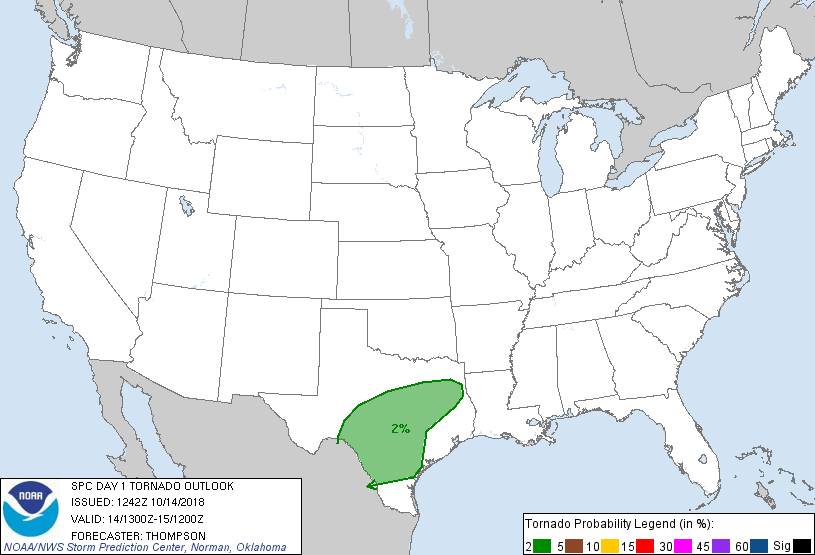 2%
NOAA
SPC DAY 1 TORNADO OUTLOOK
ISSUED: 1242Z 10/14/2018
VALID: 14/1300Z-15/1200Z
FORECASTER: THOMPSON
NOAA/NWS Storm Prediction Center, Norman, Oklahoma
Tornado Probability Legend (in %):
2 5 10 15 30 45 60 Sig